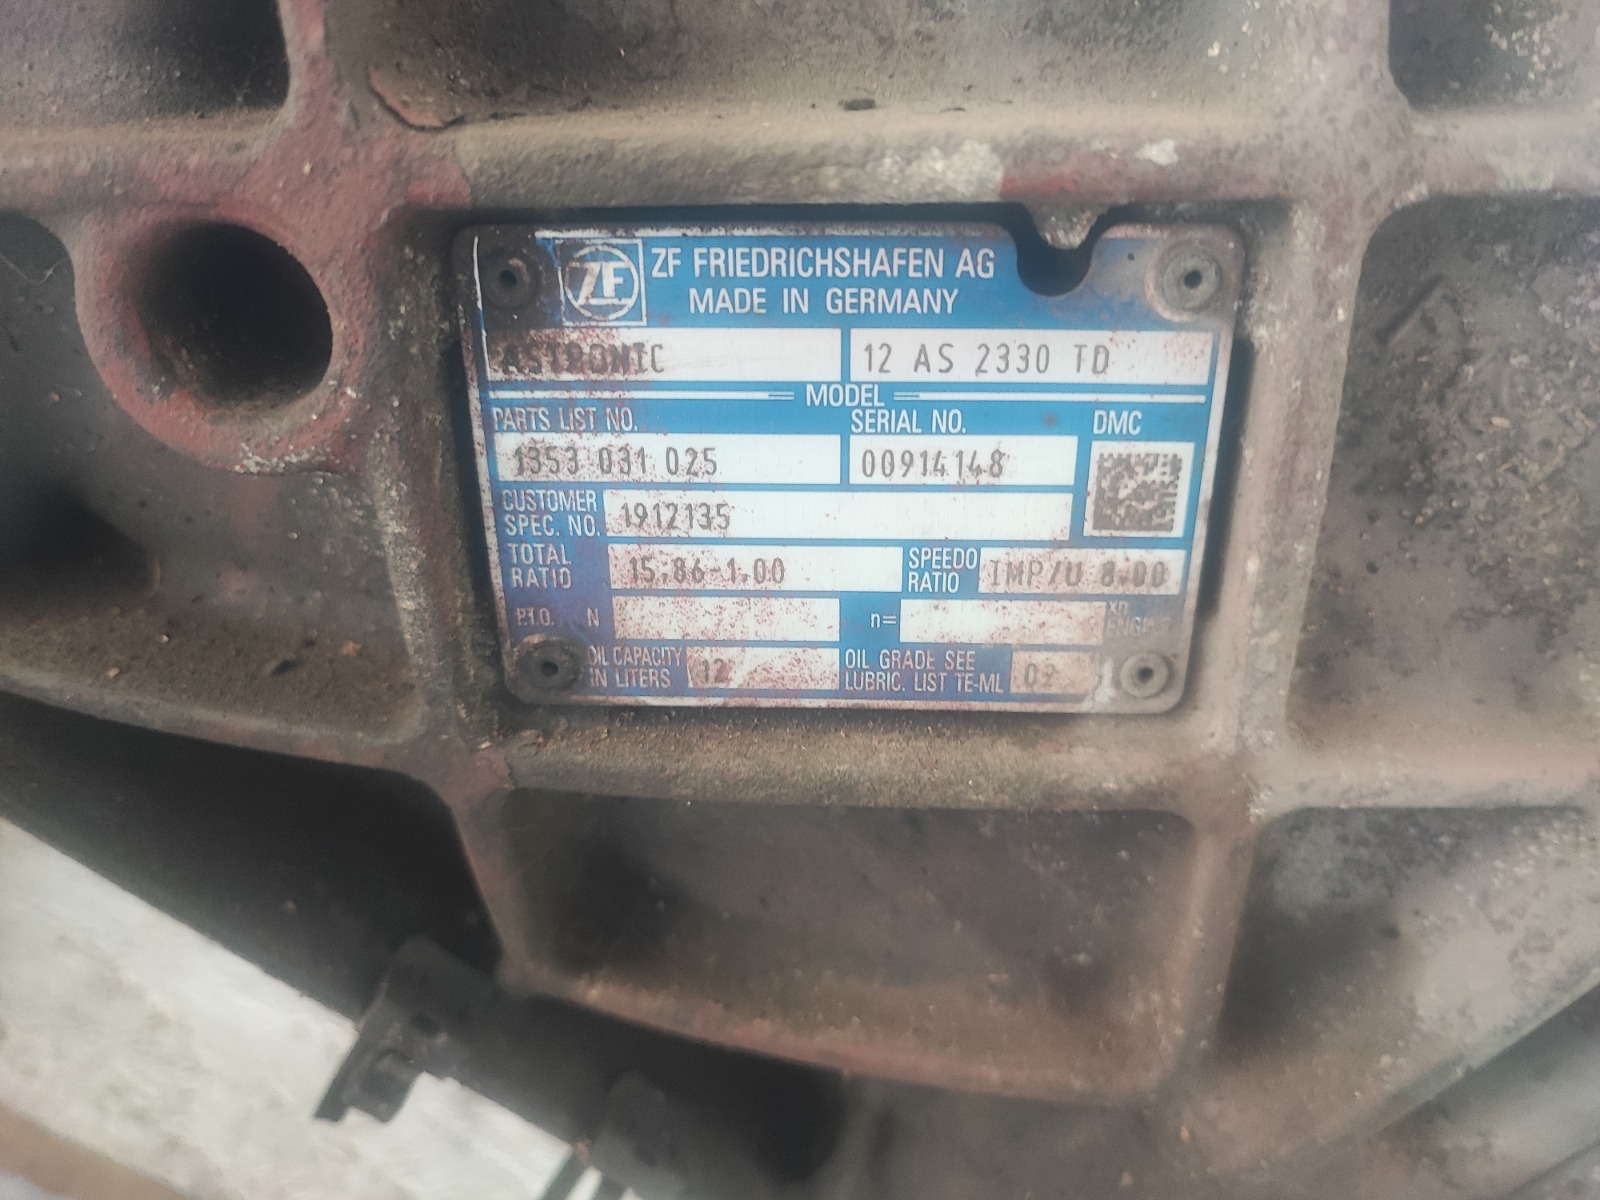 ZF
ZF FRIEDRICHSHAFEN AG
MADE IN GERMANY
ASTRONIC
12 AS 2330 TD
MODEL
PARTS LIST NO.
SERIAL NO.
DMC
1353 031 025
00914148
CUSTOMER
SPEC. NO.
1912135
TOTAL
RATIO
15.86-1.00
SPEEDO
RATIO
IMP/U 8.00
P.T.O. N
n=
xn
OIL CAPACITY
IN LITERS
12
OIL GRADE SEE
LUBRIC. LIST TE-ML
02